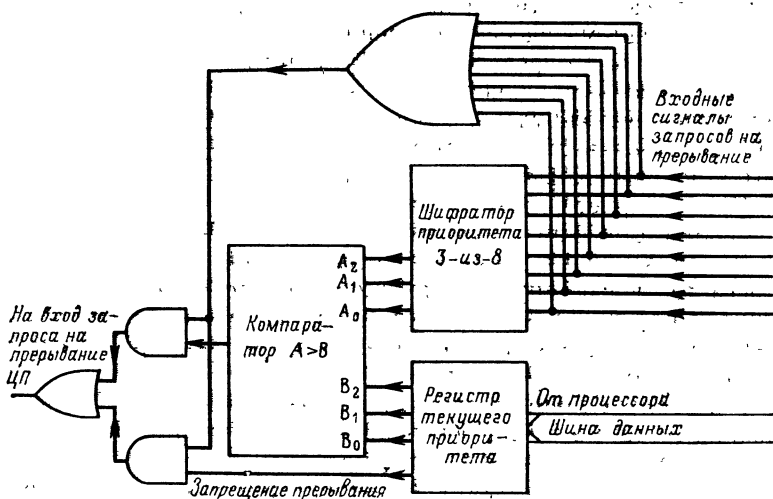 Входные
сигналы
запросов на
прерывание
Шифратор
приоритета
3-из-8
A2
A1
A0
Компара-
тор A>B
B2
B1
B0
На вход за-
проса на
прерывание
ЦП
Регистр
текущего
приори-
тета
От процессора
Шина данных
Запрещение прерывания